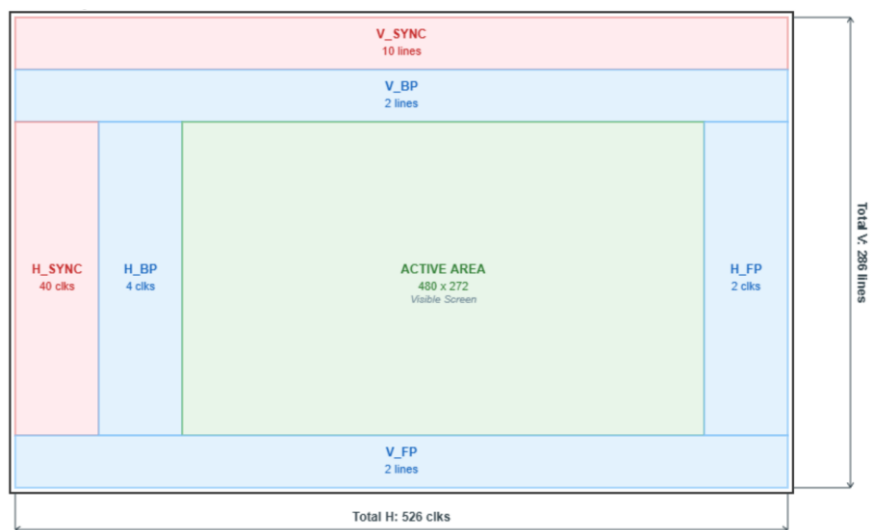 V_SYNC
10 lines
V_BP
2 lines
H_SYNC
40 clks
H_BP
4 clks
ACTIVE AREA
480 x 272
Visible Screen
H_FP
2 clks
Total V: 286 lines
V_FP
2 lines
Total H: 526 clks